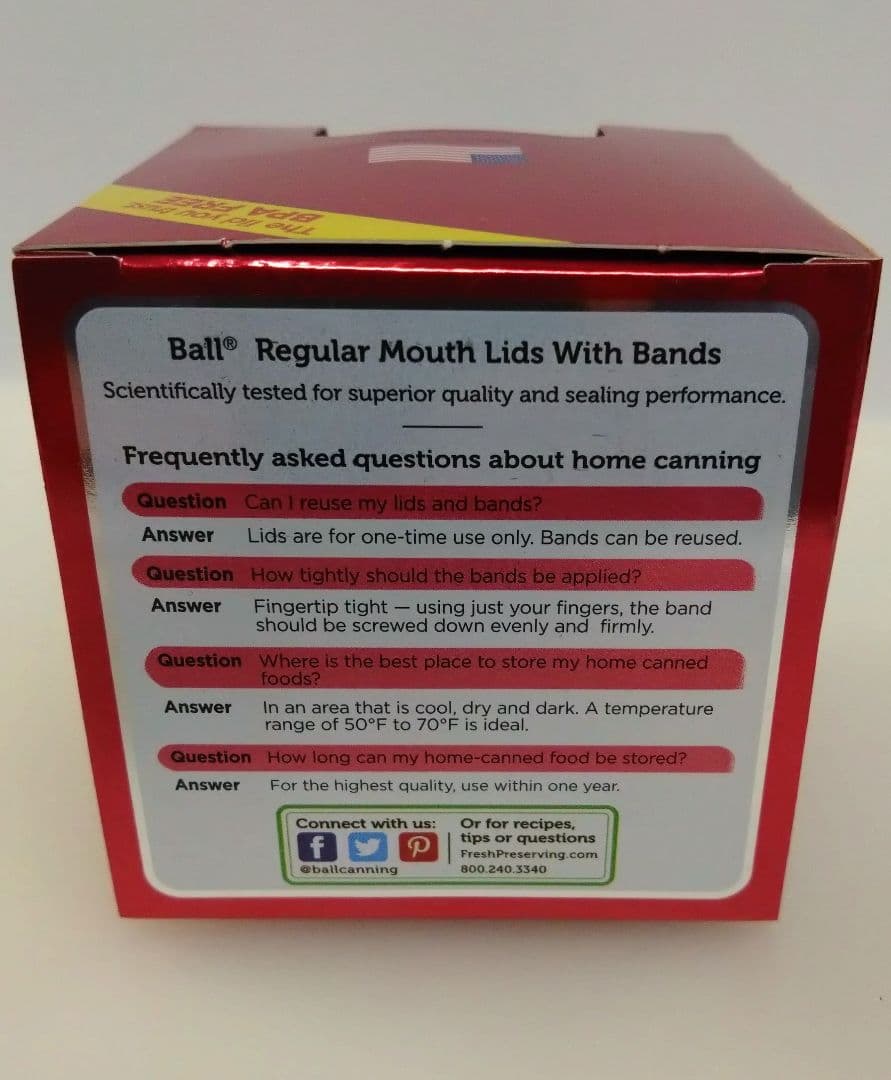 The lid you trust
BPA FREE
Ball® Regular Mouth Lids With Bands
Scientifically tested for superior quality and sealing performance.
Frequently asked questions about home canning
Question Can I reuse my lids and bands?
Answer Lids are for one-time use only. Bands can be reused.
Question How tightly should the bands be applied?
Answer Fingertip tight — using just your fingers, the band
should be screwed down evenly and firmly.
Question Where is the best place to store my home canned
foods?
Answer In an area that is cool, dry and dark. A temperature
range of 50°F to 70°F is ideal.
Question How long can my home-canned food be stored?
Answer For the highest quality, use within one year.
Connect with us:
@ballcanning
Or for recipes,
tips or questions
FreshPreserving.com
800.240.3340